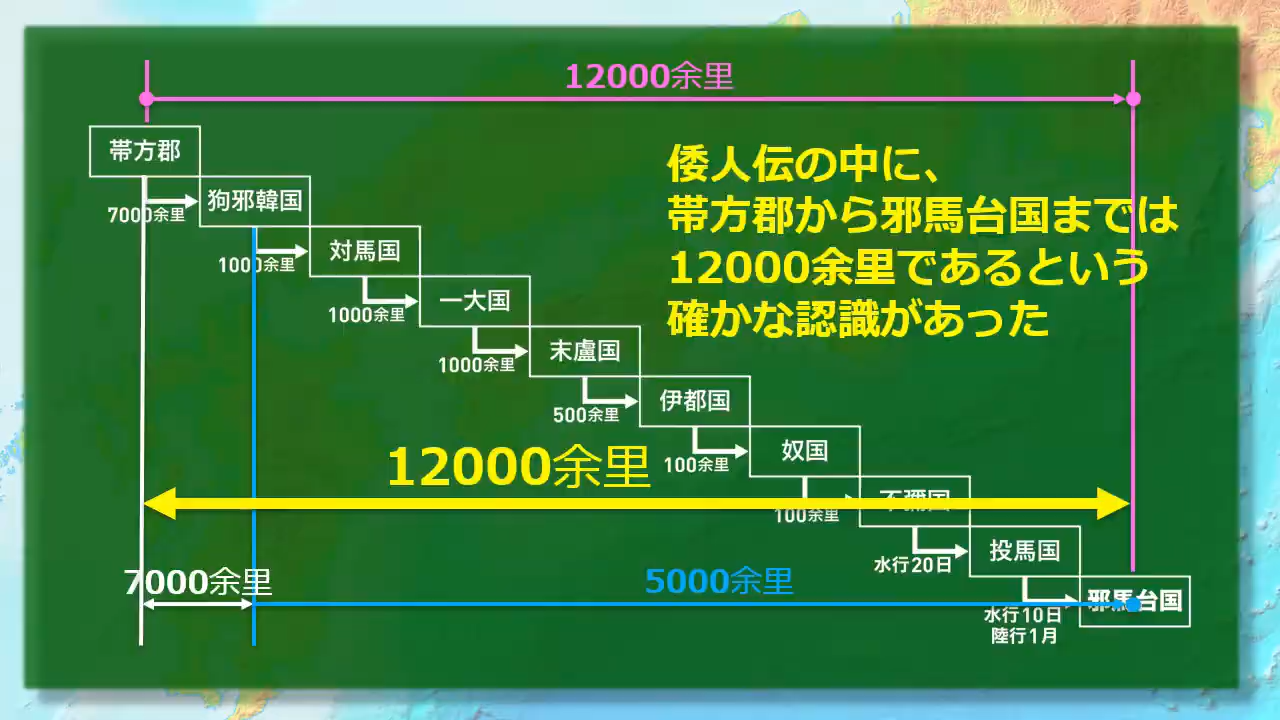 12000余里
帯方郡
7000余里
狗邪韓国
1000余里
対馬国
1000余里
一大国
1000余里
末盧国
500余里
伊都国
100余里
奴国
100余里
不彌国
水行20日
投馬国
水行10日
陸行1月
邪馬台国
倭人伝の中に、
帯方郡から邪馬台国までは
12000余里であるという
確かな認識があった
12000余里
7000余里
5000余里